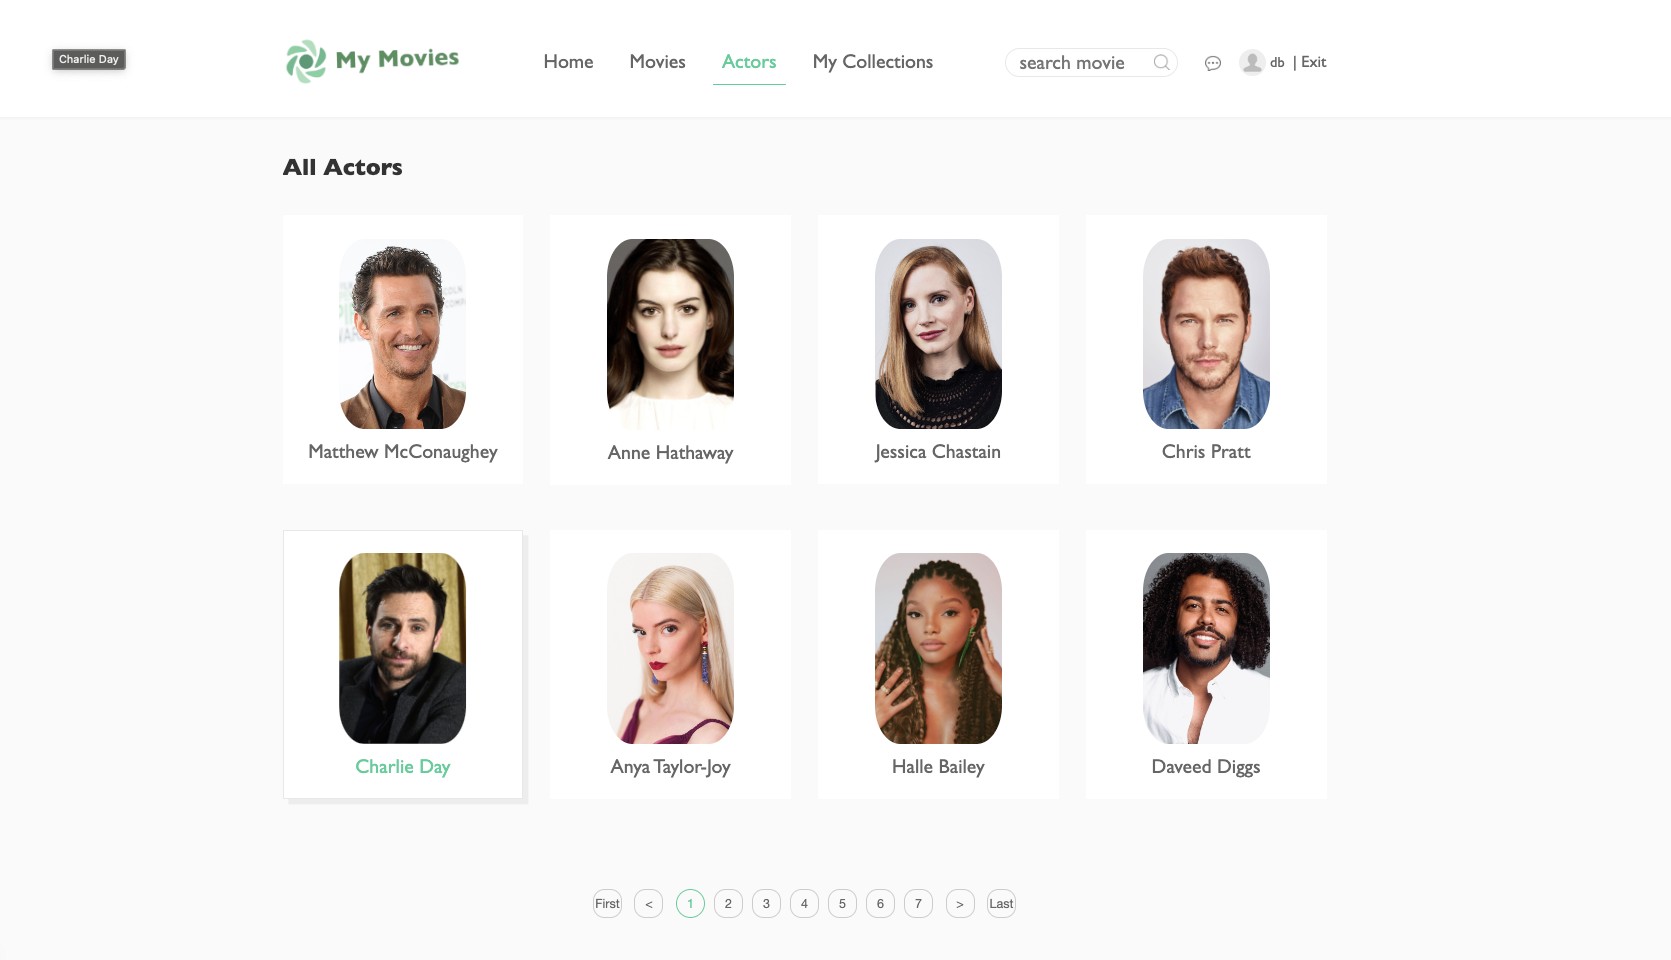 Charlie Day
My Movies
Home
Movies
Actors
My Collections
search movie
db | Exit
All Actors
Matthew McConaughey
Anne Hathaway
Jessica Chastain
Chris Pratt
Charlie Day
Anya Taylor-Joy
Halle Bailey
Daveed Diggs
First < 1 2 3 4 5 6 7 > Last